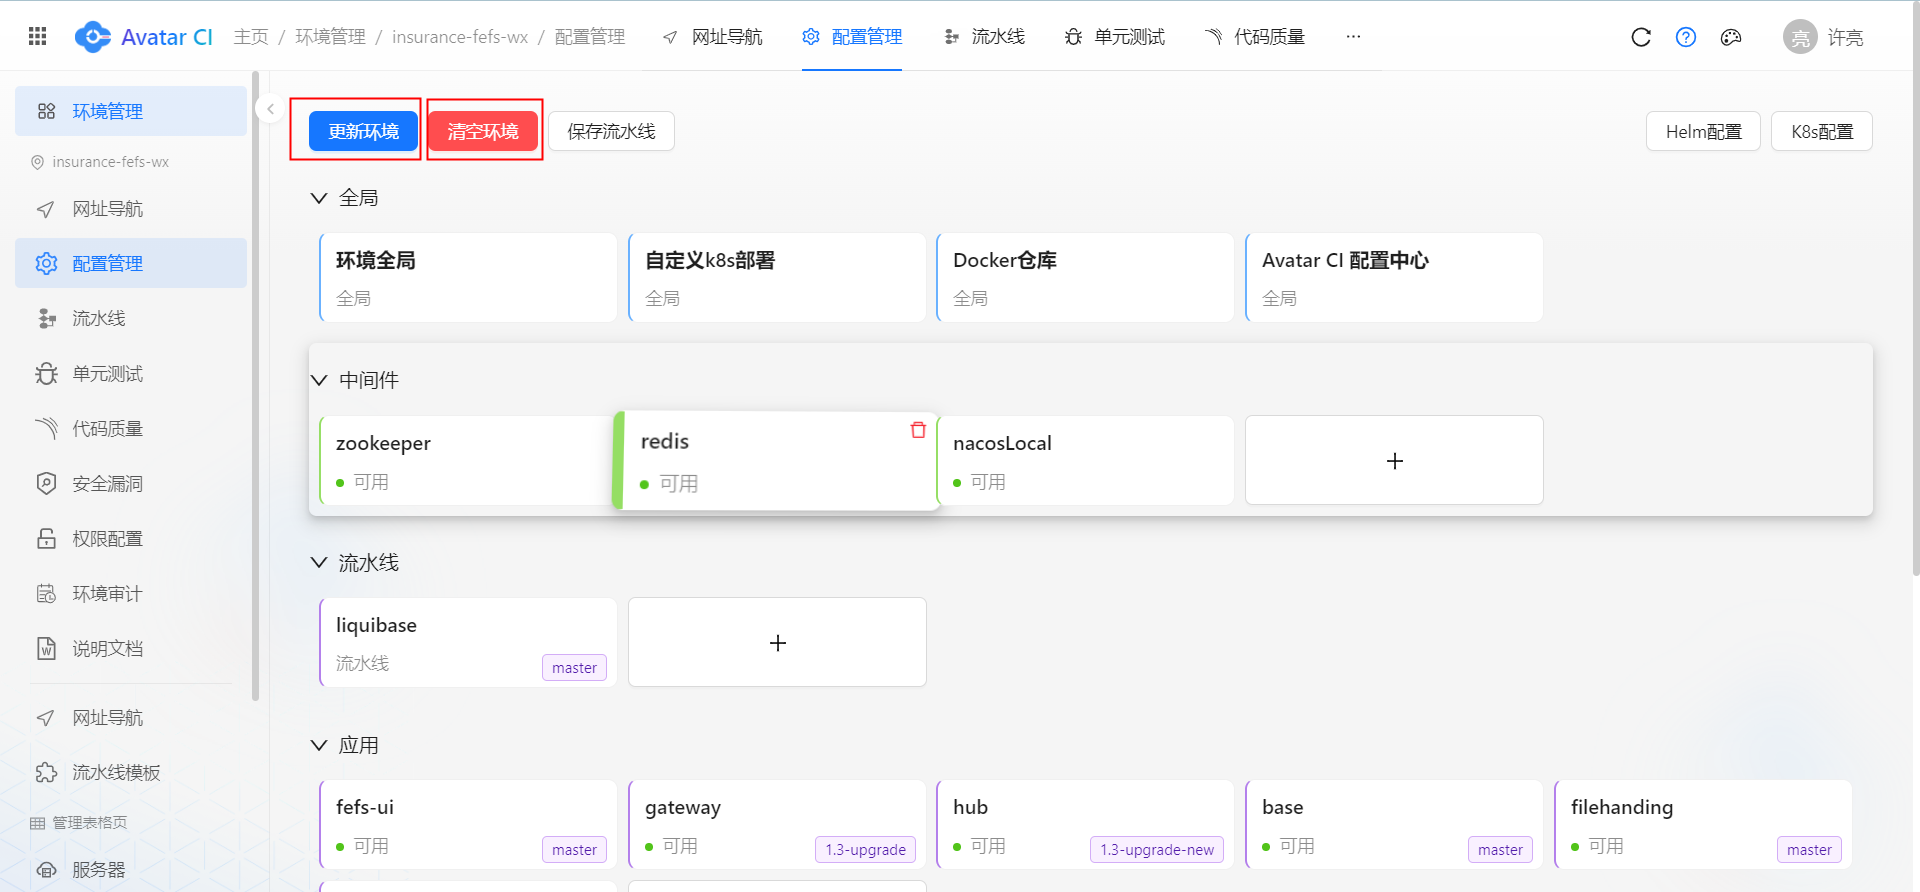 Avatar CI 主页 / 环境管理 / insurance-fefs-wx / 配置管理 网址导航 配置管理 流水线 单元测试 代码质量 ··· 亮 许亮
环境管理
insurance-fefs-wx
网址导航
配置管理
流水线
单元测试
代码质量
安全漏洞
权限配置
环境审计
说明文档
网址导航
流水线模板
管理表格页
服务器
更新环境 清空环境 保存流水线 Helm配置 K8s配置
全局
环境全局
全局
自定义k8s部署
全局
Docker仓库
全局
Avatar CI 配置中心
全局
中间件
zookeeper
可用
redis
可用
nacosLocal
可用
+
流水线
liquibase
流水线 master
+
应用
fefs-ui
可用 master
gateway
可用 1.3-upgrade
hub
可用 1.3-upgrade-new
base
可用 master
filehanding
可用 master